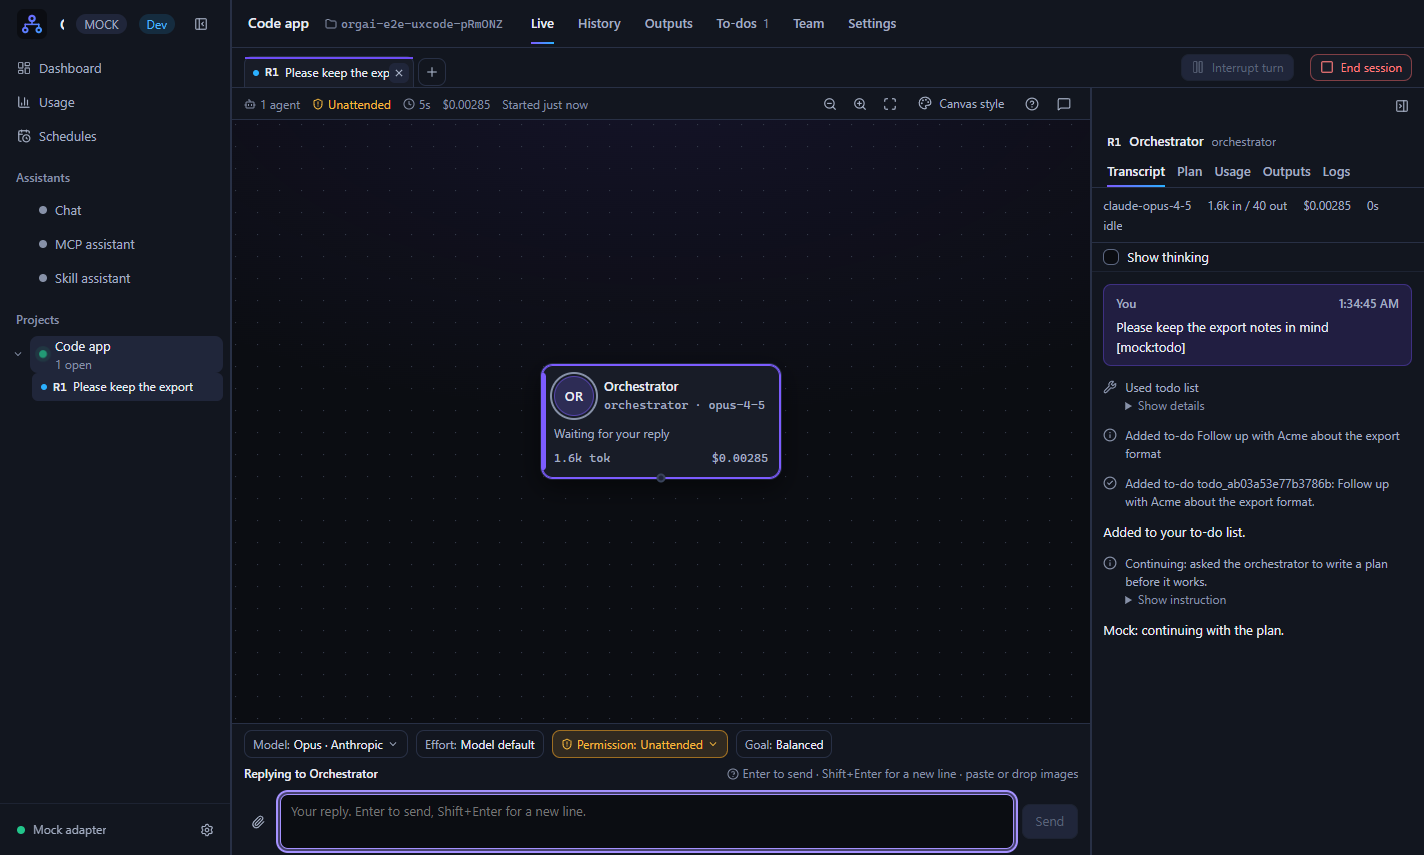 MOCK
Dev
Dashboard
Usage
Schedules
Assistants
Chat
MCP assistant
Skill assistant
Projects
Code app
1 open
R1 Please keep the export
Mock adapter
Code app
orgai-e2e-uxcode-pRmONZ
Live
History
Outputs
To-dos 1
Team
Settings
R1 Please keep the exp
Interrupt turn
End session
1 agent
Unattended
5s
$0.00285
Started just now
Canvas style
OR
Orchestrator
orchestrator · opus-4-5
Waiting for your reply
1.6k tok
$0.00285
Model: Opus · Anthropic
Effort: Model default
Permission: Unattended
Goal: Balanced
Replying to Orchestrator
Enter to send · Shift+Enter for a new line · paste or drop images
Your reply. Enter to send, Shift+Enter for a new line.
Send
R1 Orchestrator orchestrator
Transcript
Plan
Usage
Outputs
Logs
claude-opus-4-5
1.6k in / 40 out
$0.00285
0s
idle
Show thinking
You
1:34:45 AM
Please keep the export notes in mind
[mock:todo]
Used todo list
Show details
Added to-do Follow up with Acme about the export
format
Added to-do todo_ab03a53e77b3786b: Follow up
with Acme about the export format.
Added to your to-do list.
Continuing: asked the orchestrator to write a plan
before it works.
Show instruction
Mock: continuing with the plan.